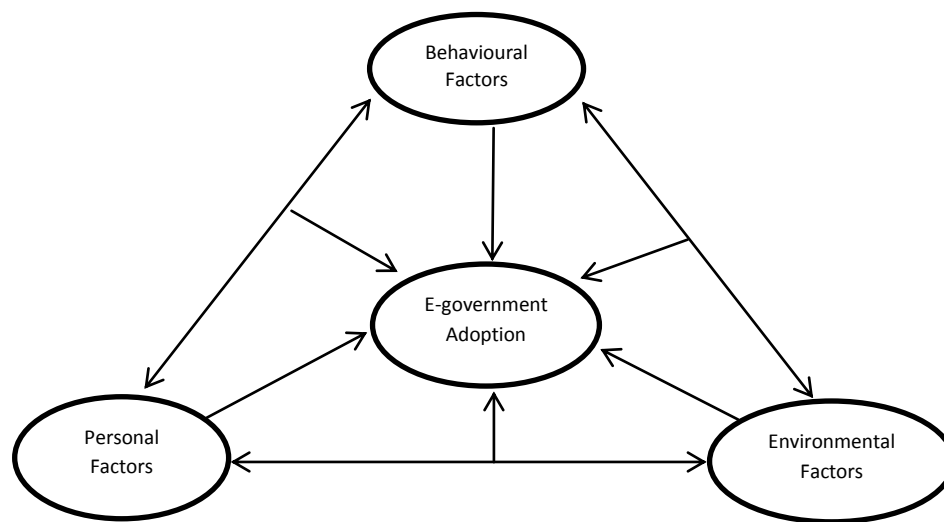 Behavioural
Factors
E-government
Adoption
Personal
Factors
Environmental
Factors